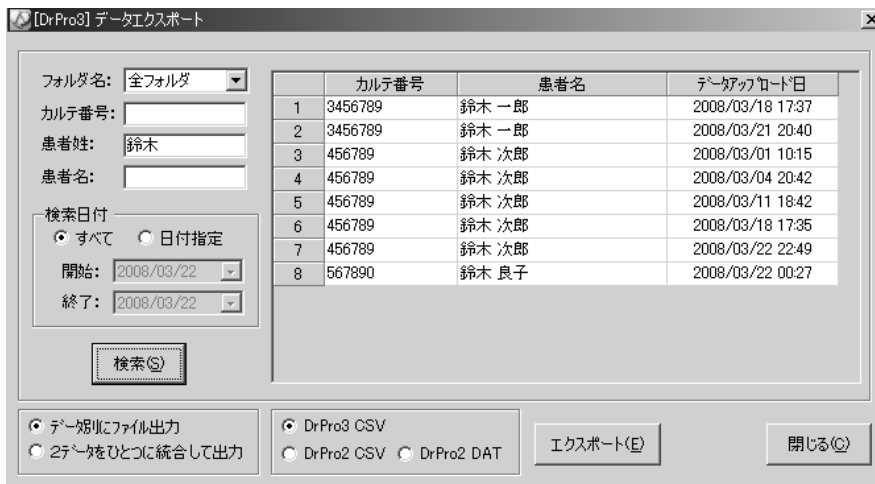 [DrPro3] データエクスポート
フォルダ名: 全フォルダ
カルテ番号:
患者姓: 鈴木
患者名:
検索日付
すべて 日付指定
開始: 2008/03/22
終了: 2008/03/22
検索(S)
カルテ番号 患者名 データアップロード日
1 3456789 鈴木 一郎 2008/03/18 17:37
2 3456789 鈴木 一郎 2008/03/21 20:40
3 456789 鈴木 次郎 2008/03/01 10:15
4 456789 鈴木 次郎 2008/03/04 20:42
5 456789 鈴木 次郎 2008/03/11 18:42
6 456789 鈴木 次郎 2008/03/18 17:35
7 456789 鈴木 次郎 2008/03/22 22:49
8 567890 鈴木 良子 2008/03/22 00:27
データ別にファイル出力
2データをひとつに統合して出力
DrPro3 CSV
DrPro2 CSV DrPro2 DAT
エクスポート(E)
閉じる(C)